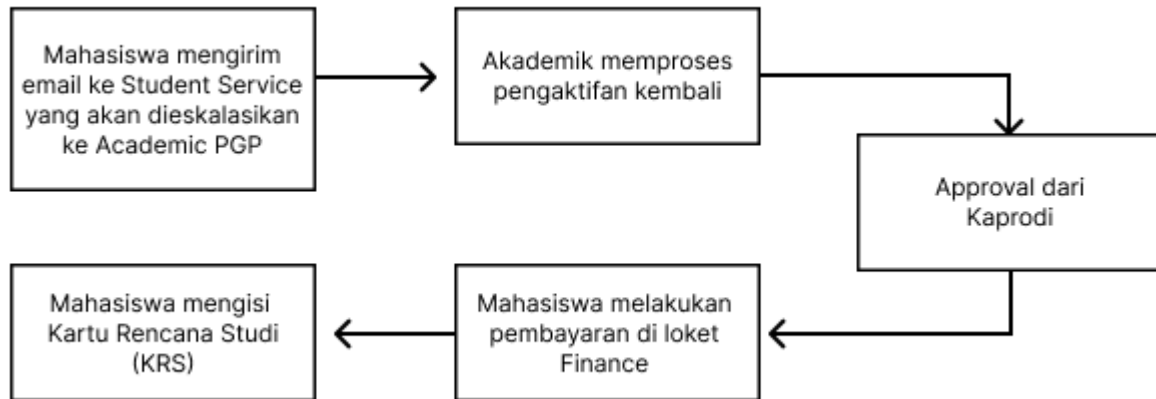 Mahasiswa mengirim
email ke Student Service
yang akan dieskalasikan
ke Academic PGP
Akademik memproses
pengaktifan kembali
Approval dari
Kaprodi
Mahasiswa melakukan
pembayaran di loket
Finance
Mahasiswa mengisi
Kartu Rencana Studi
(KRS)